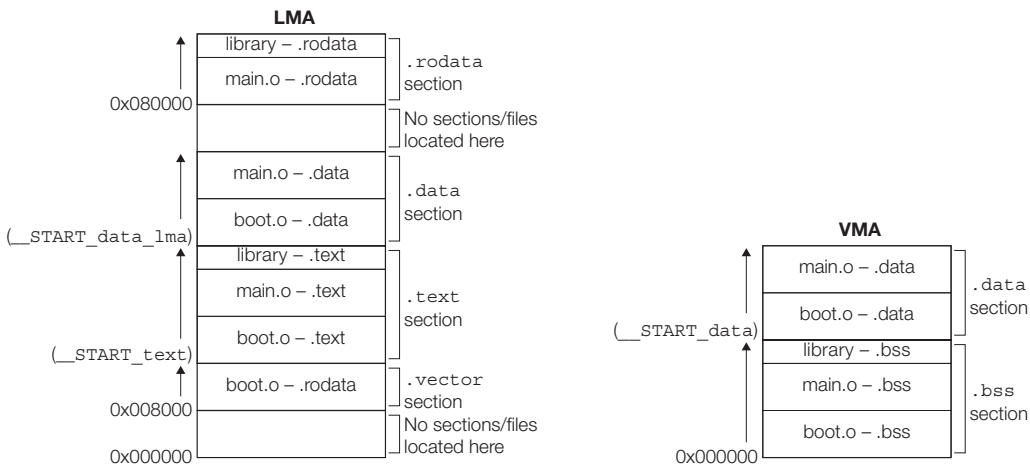 LMA
library – .rodata
main.o – .rodata
.rodata
section
0x080000
No sections/files
located here
main.o – .data
boot.o – .data
.data
section
(__START_data_lma)
library – .text
main.o – .text
boot.o – .text
.text
section
(__START_text)
boot.o – .rodata
.vector
section
0x008000
No sections/files
located here
0x000000
VMA
main.o – .data
boot.o – .data
.data
section
(__START_data)
library – .bss
main.o – .bss
boot.o – .bss
.bss
section
0x000000